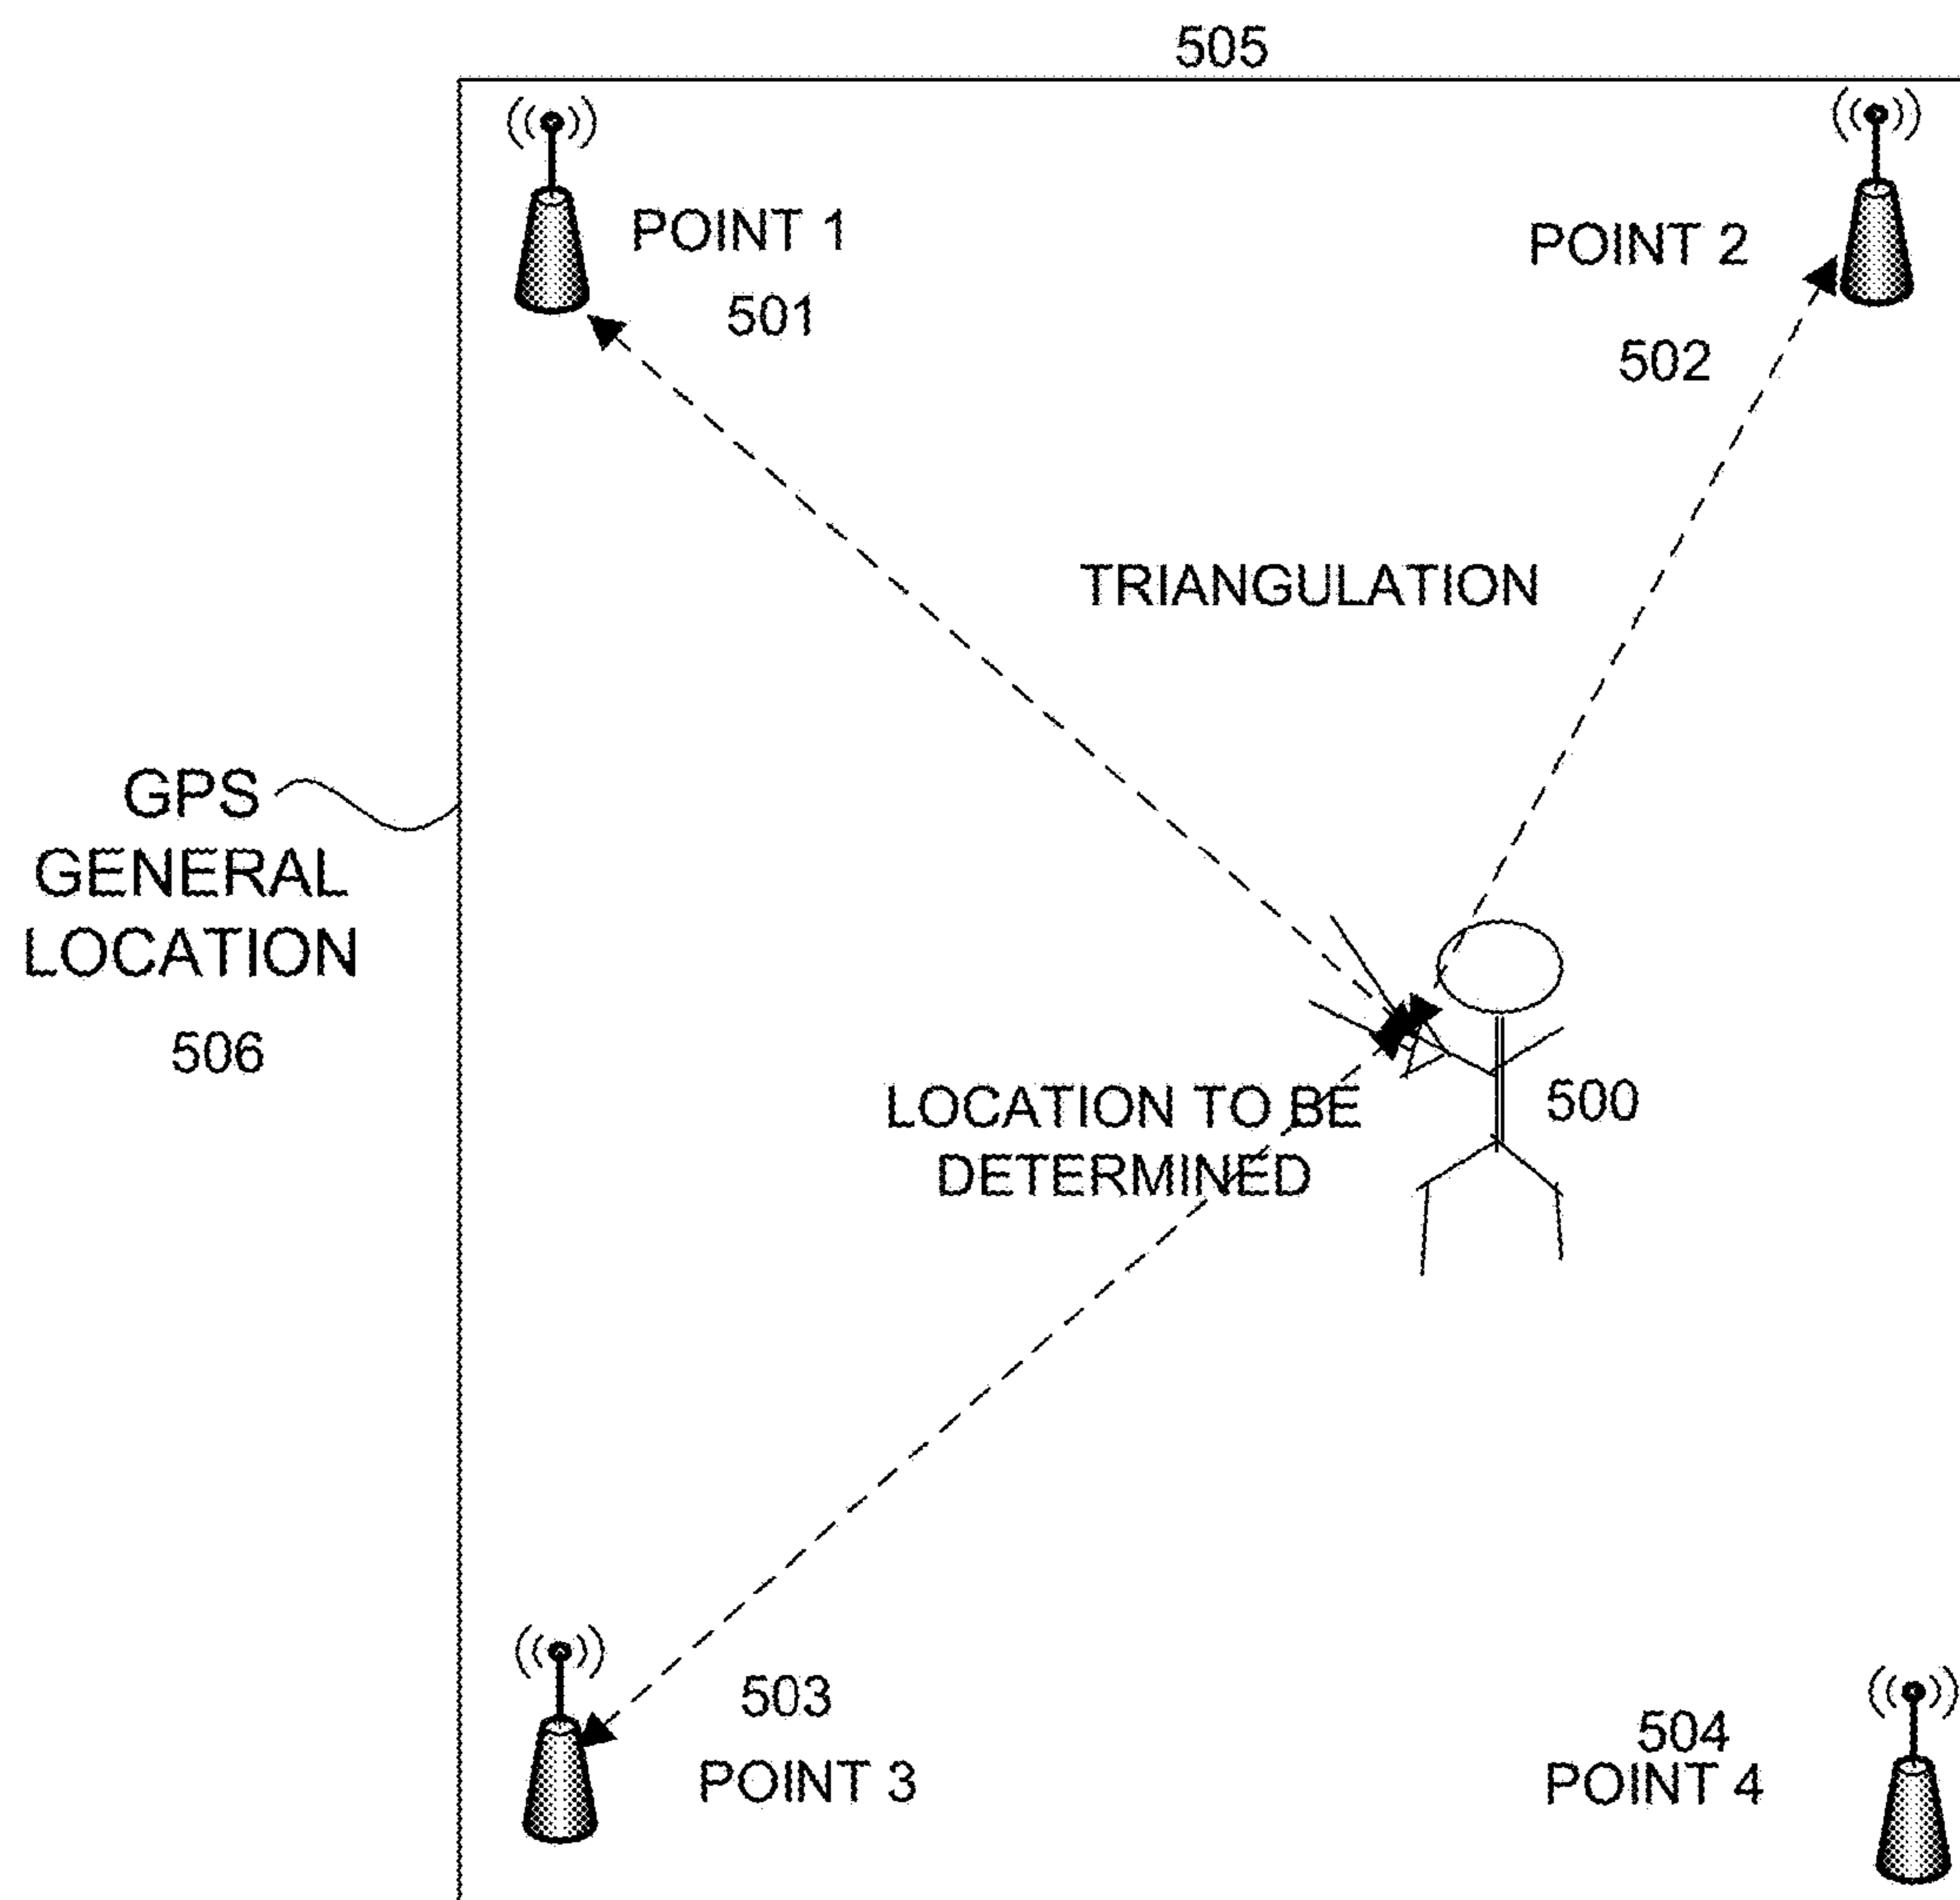 505
POINT 1
501
POINT 2
502
TRIANGULATION
GPS
GENERAL
LOCATION
506
LOCATION TO BE
DETERMINED
500
503
POINT 3
504
POINT 4